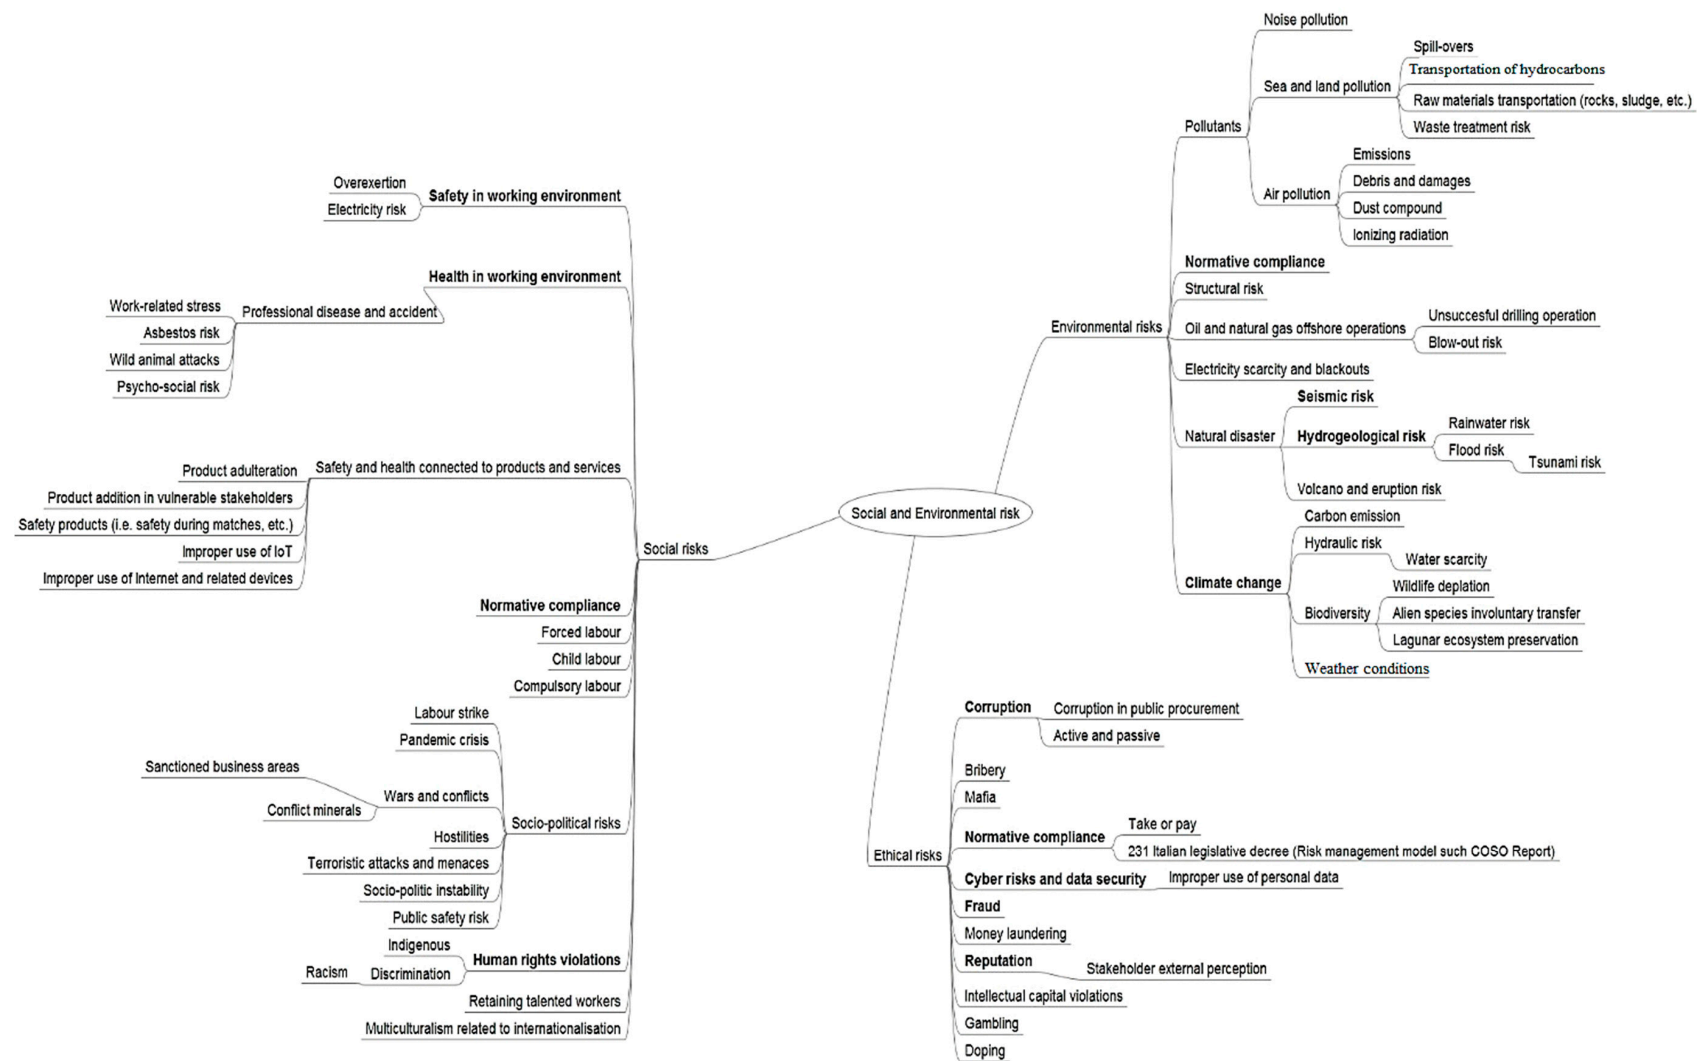 Social and Environmental risk
Environmental risks
Pollutants
Noise pollution
Sea and land pollution
Spill-overs
Transportation of hydrocarbons
Raw materials transportation (rocks, sludge, etc.)
Waste treatment risk
Air pollution
Emissions
Debris and damages
Dust compound
Ionizing radiation
Normative compliance
Structural risk
Oil and natural gas offshore operations
Unsuccesful drilling operation
Blow-out risk
Electricity scarcity and blackouts
Natural disaster
Seismic risk
Hydrogeological risk
Rainwater risk
Flood risk
Tsunami risk
Volcano and eruption risk
Climate change
Carbon emission
Hydraulic risk
Water scarcity
Biodiversity
Wildlife deplation
Alien species involuntary transfer
Lagunar ecosystem preservation
Weather conditions
Ethical risks
Corruption
Corruption in public procurement
Active and passive
Bribery
Mafia
Normative compliance
Take or pay
231 Italian legislative decree (Risk management model such COSO Report)
Cyber risks and data security
Improper use of personal data
Fraud
Money laundering
Reputation
Stakeholder external perception
Intellectual capital violations
Gambling
Doping
Social risks
Safety in working environment
Overexertion
Electricity risk
Health in working environment
Professional disease and accident
Work-related stress
Asbestos risk
Wild animal attacks
Psycho-social risk
Safety and health connected to products and services
Product adulteration
Product addition in vulnerable stakeholders
Safety products (i.e. safety during matches, etc.)
Improper use of IoT
Improper use of Internet and related devices
Normative compliance
Forced labour
Child labour
Compulsory labour
Socio-political risks
Labour strike
Pandemic crisis
Wars and conflicts
Sanctioned business areas
Conflict minerals
Hostilities
Terroristic attacks and menaces
Socio-politic instability
Public safety risk
Human rights violations
Indigenous
Discrimination
Racism
Retaining talented workers
Multiculturalism related to internationalisation